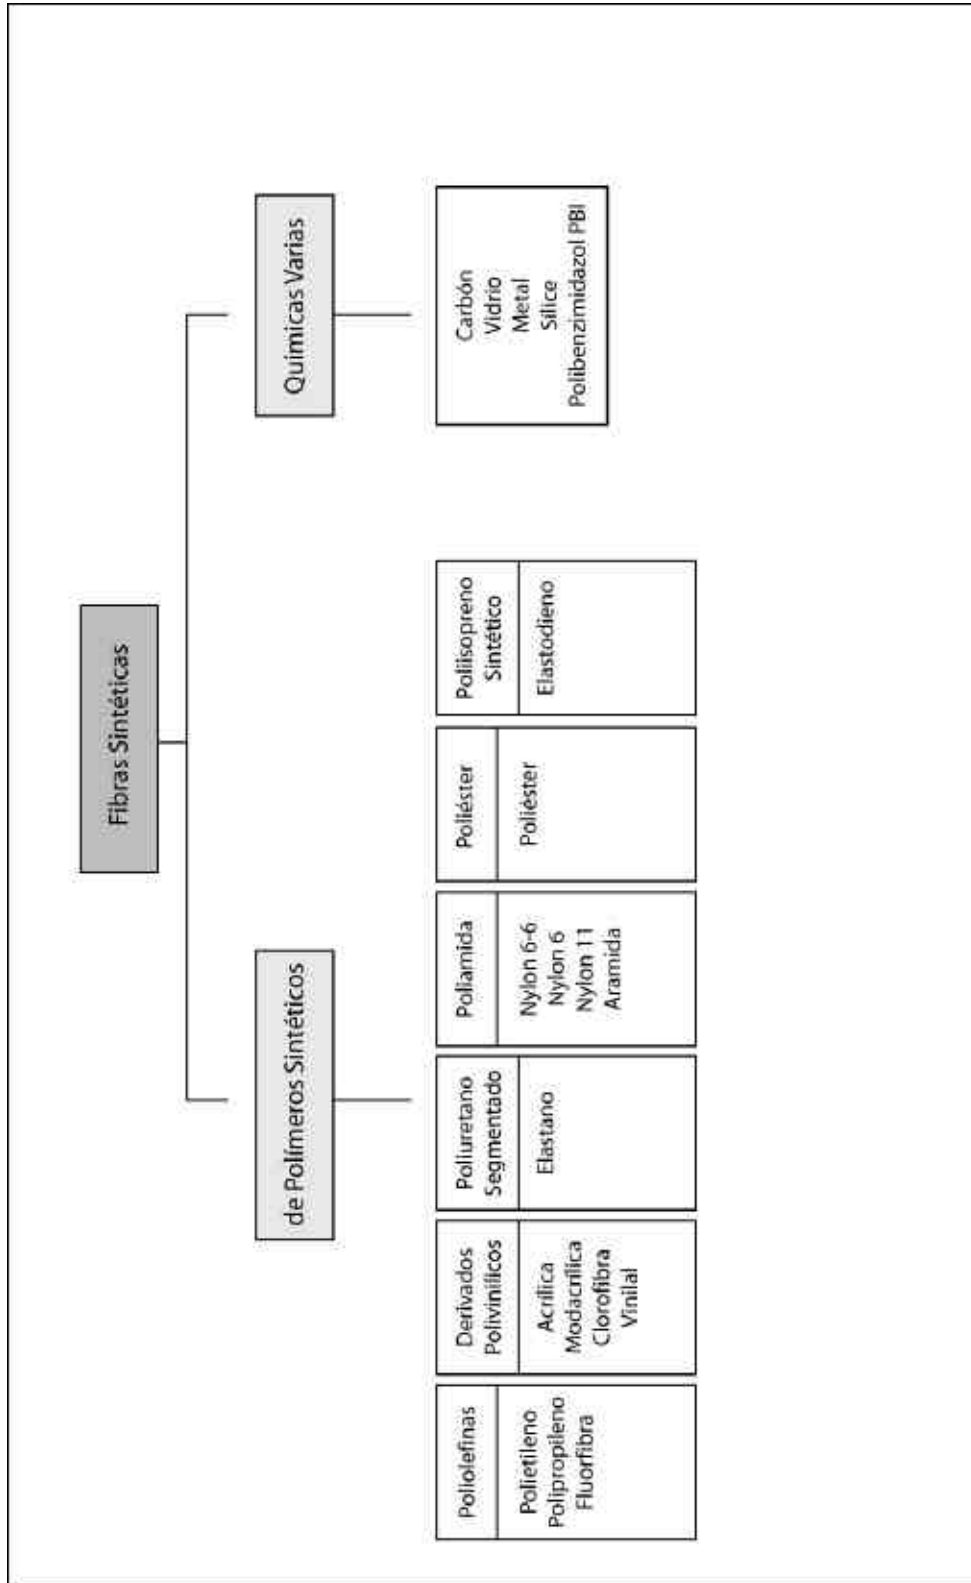 Fibras Sintéticas
de Polímeros Sintéticos
Quimicas Varias
Poliolefinas
Polietileno
Polipropileno
Fluorfibra
Derivados
Polivinílicos
Acrílica
Modacrílica
Clorofibra
Vinilal
Poliuretano
Segmentado
Elastano
Poliamida
Nylon 6-6
Nylon 6
Nylon 11
Aramida
Poliéster
Poliéster
Poliisopreno
Sintético
Elastodieno
Carbón
Vidrio
Metal
Sílice
Polibenzimidazol PBI